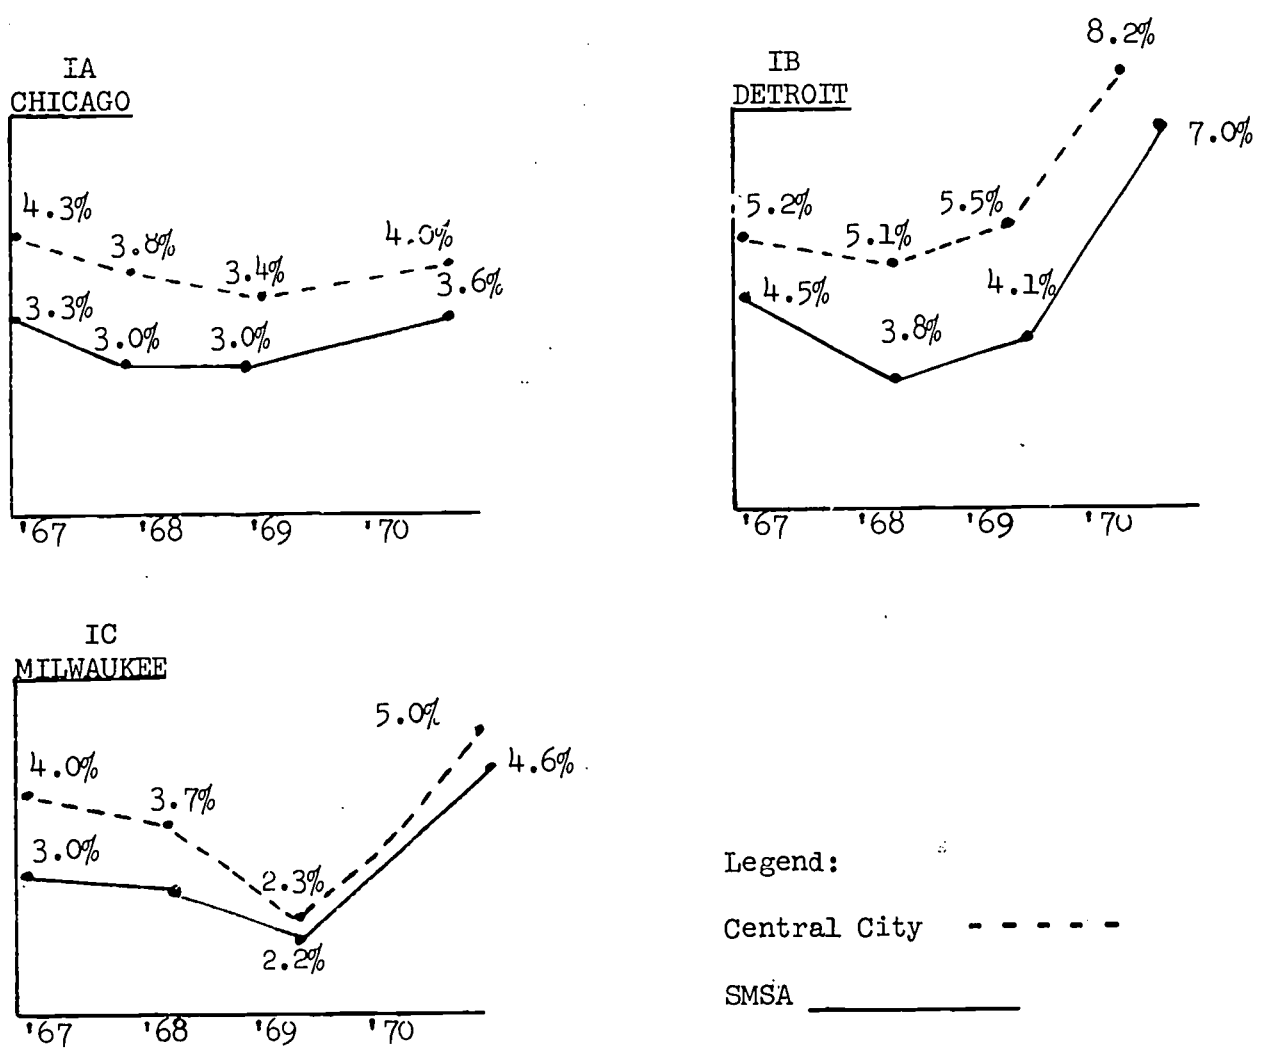 IA
CHICAGO
4.3%
3.8%
3.4%
4.0%
3.3%
3.0%
3.0%
3.6%
'67 '68 '69 '70
IB
DETROIT
8.2%
7.0%
5.2%
5.1%
5.5%
4.5%
3.8%
4.1%
'67 '68 '69 '70
IC
MILWAUKEE
5.0%
4.6%
4.0%
3.7%
3.0%
2.3%
2.2%
'67 '68 '69 '70
Legend:
Central City
SMSA